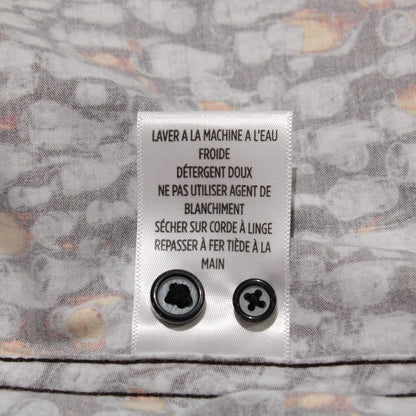 LAVER A LA MACHINE A L'EAU
FROIDE
DÉTERGENT DOUX
NE PAS UTILISER AGENT DE
BLANCHIMENT
SÉCHER SUR CORDE À LINGE
REPASSER À FER TIÈDE À LA
MAIN